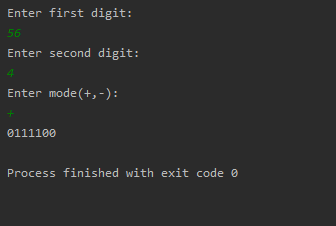 Enter first digit:
56
Enter second digit:
4
Enter mode(+,-):
+
0111100
Process finished with exit code 0